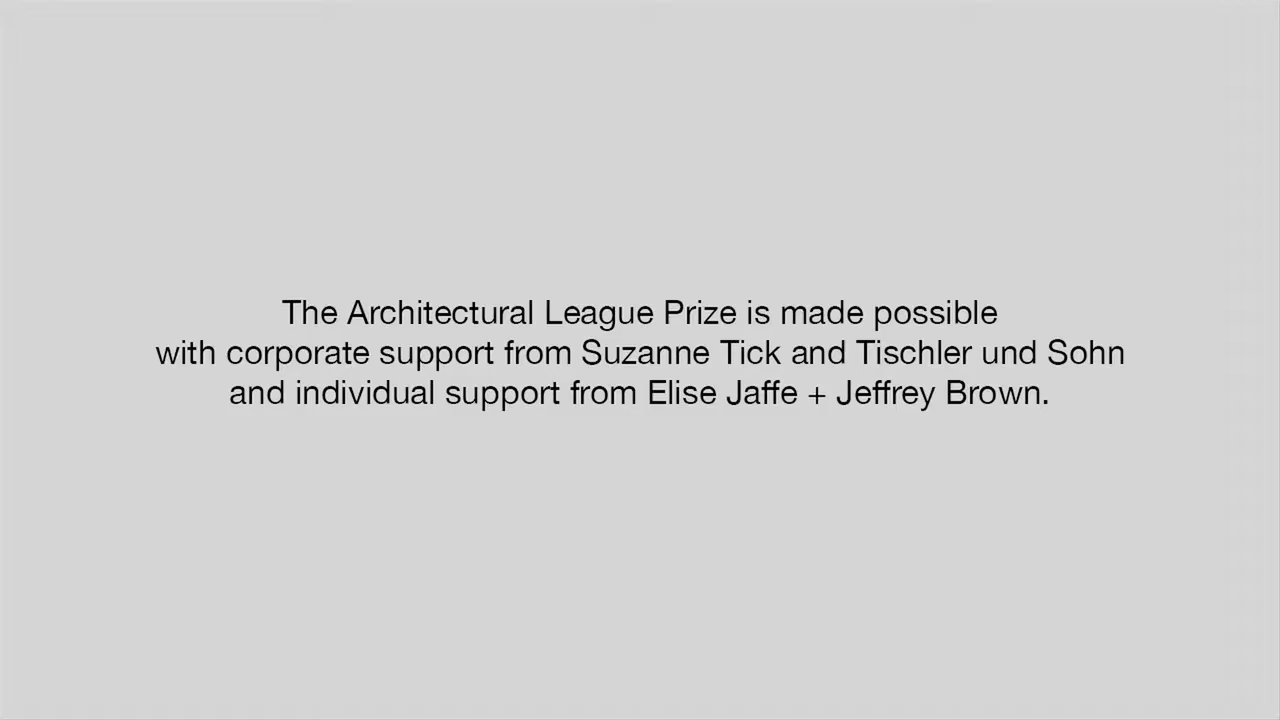 The Architectural League Prize is made possible
with corporate support from Suzanne Tick and Tischler und Sohn
and individual support from Elise Jaffe + Jeffrey Brown.